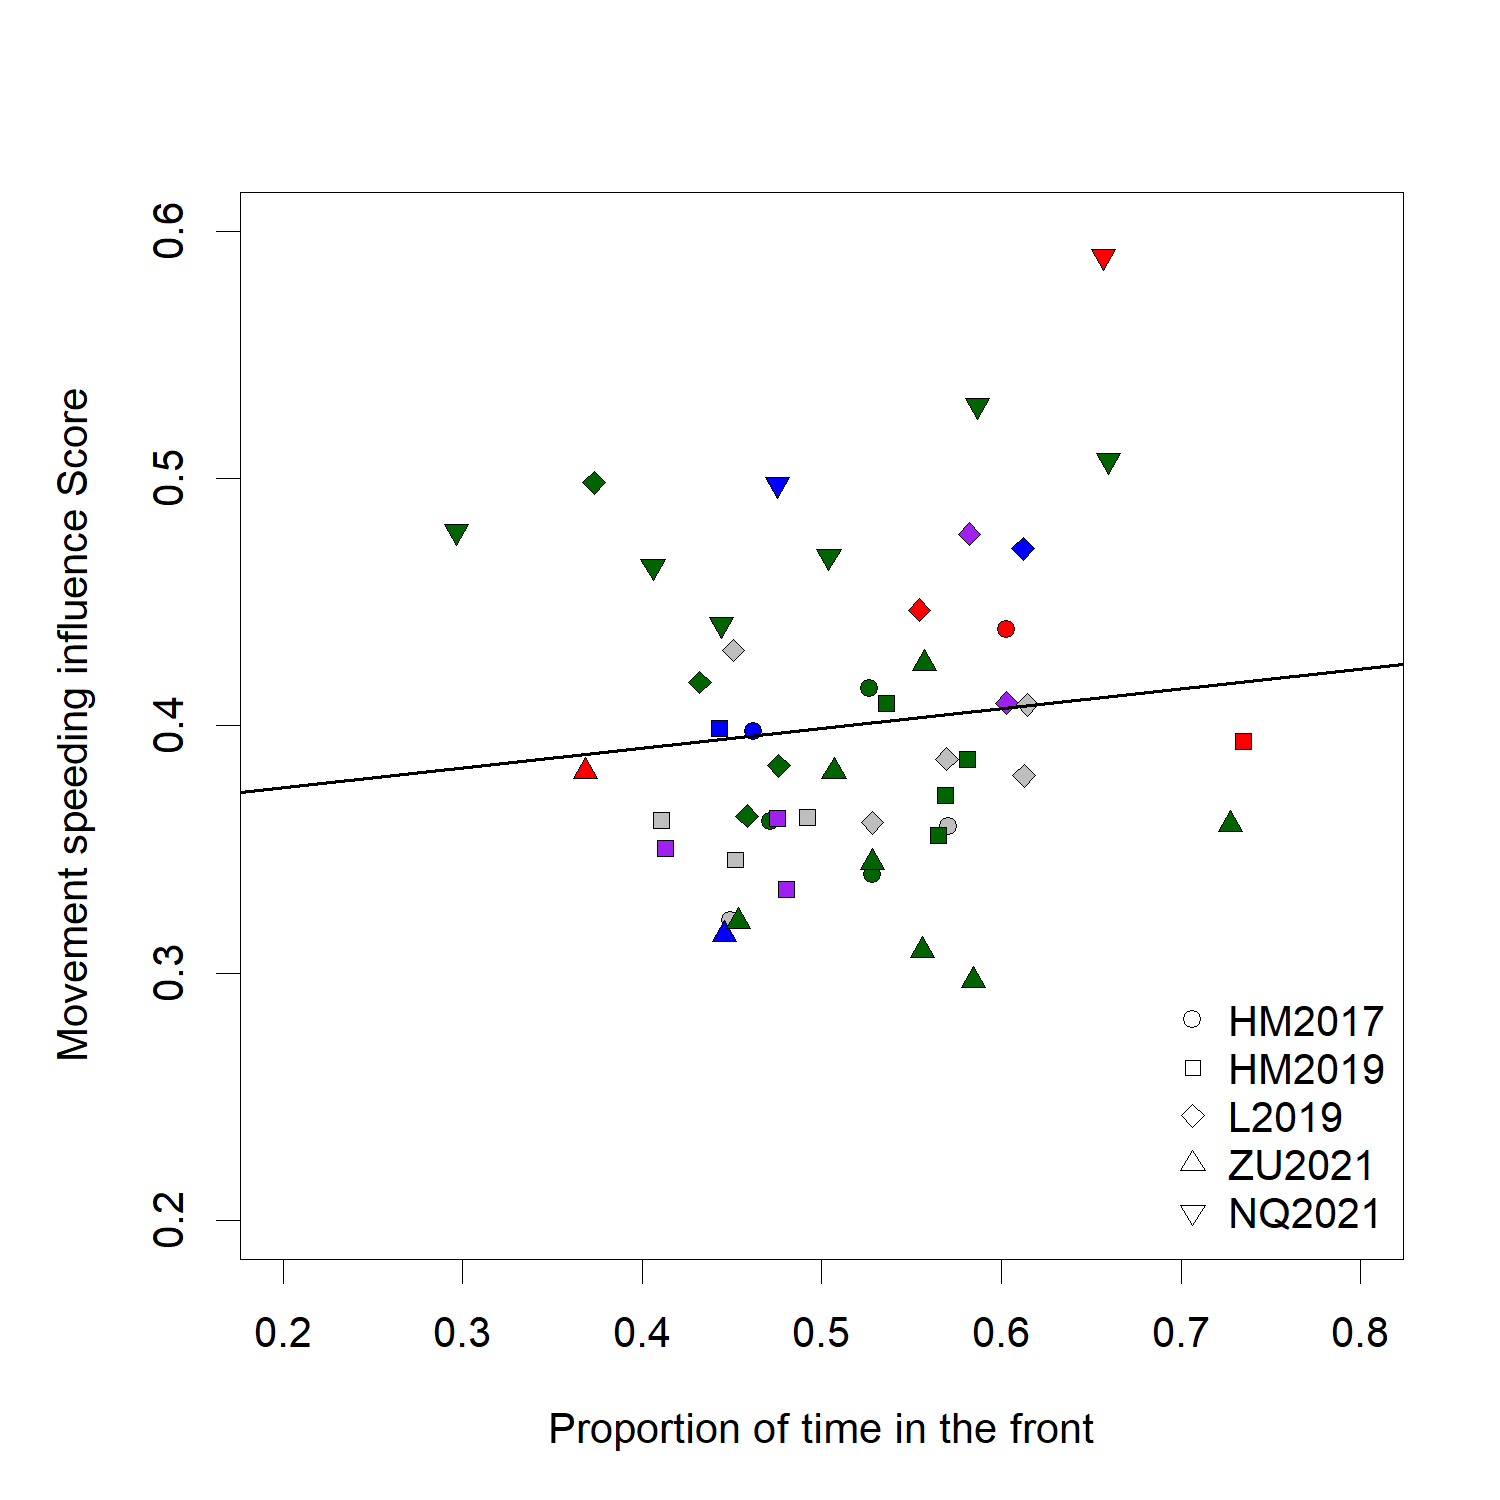 Movement speeding influence Score
0.6
0.5
0.4
0.3
0.2
HM2017
HM2019
L2019
ZU2021
NQ2021
0.2 0.3 0.4 0.5 0.6 0.7 0.8
Proportion of time in the front